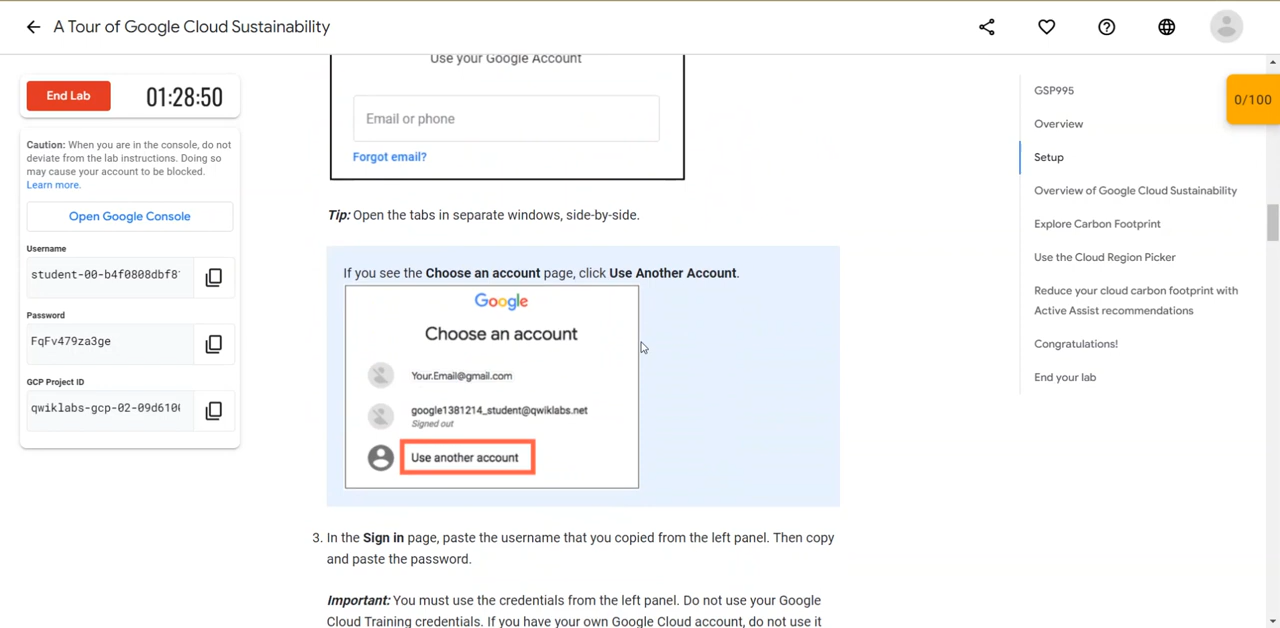 A Tour of Google Cloud Sustainability
End Lab
01:28:50
Caution: When you are in the console, do not
deviate from the lab instructions. Doing so
may cause your account to be blocked.
Learn more.
Open Google Console
Username
student-00-b4f0808dbf8
Password
FqFv479za3ge
GCP Project ID
qwiklabs-gcp-02-09d610
Use your Google Account
Email or phone
Forgot email?
Tip: Open the tabs in separate windows, side-by-side.
If you see the Choose an account page, click Use Another Account.
Google
Choose an account
Your.Email@gmail.com
google1381214_student@qwiklabs.net
Signed out
Use another account
3. In the Sign in page, paste the username that you copied from the left panel. Then copy
and paste the password.
Important: You must use the credentials from the left panel. Do not use your Google
Cloud Training credentials. If you have your own Google Cloud account, do not use it
GSP995
Overview
Setup
Overview of Google Cloud Sustainability
Explore Carbon Footprint
Use the Cloud Region Picker
Reduce your cloud carbon footprint with
Active Assist recommendations
Congratulations!
End your lab
0/100